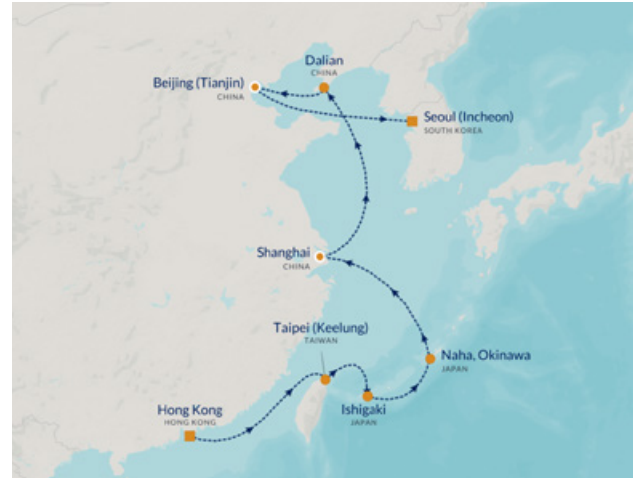 Dalian
CHINA
Beijing (Tianjin)
CHINA
Seoul (Incheon)
SOUTH KOREA
Shanghai
CHINA
Taipei (Keelung)
TAIWAN
Naha, Okinawa
JAPAN
Ishigaki
JAPAN
Hong Kong
HONG KONG